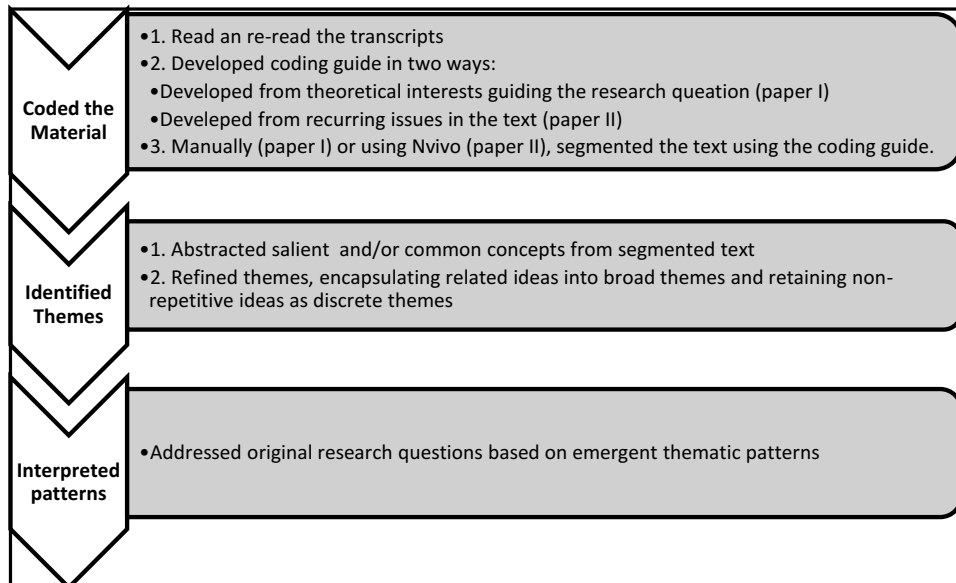 Coded the
Material
•1. Read an re-read the transcripts
•2. Developed coding guide in two ways:
•Developed from theoretical interests guiding the research queation (paper I)
•Develeped from recurring issues in the text (paper II)
•3. Manually (paper I) or using Nvivo (paper II), segmented the text using the coding guide.
Identified
Themes
•1. Abstracted salient and/or common concepts from segmented text
•2. Refined themes, encapsulating related ideas into broad themes and retaining non-
repetitive ideas as discrete themes
Interpreted
patterns
•Addressed original research questions based on emergent thematic patterns